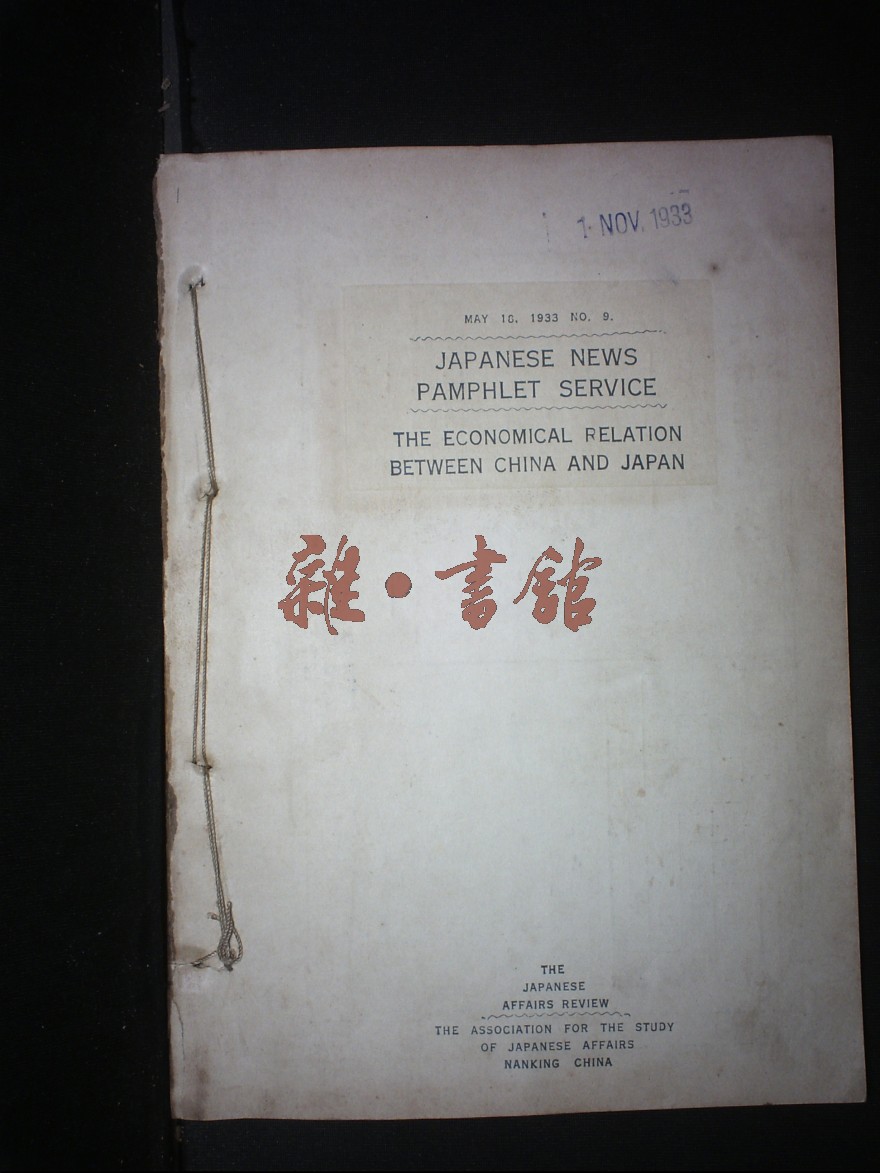 1· NOV. 1933
MAY 16. 1933 NO. 9.
JAPANESE NEWS
PAMPHLET SERVICE
THE ECONOMICAL RELATION
BETWEEN CHINA AND JAPAN
雜·書館
THE
JAPANESE
AFFAIRS REVIEW
THE ASSOCIATION FOR THE STUDY
OF JAPANESE AFFAIRS
NANKING CHINA